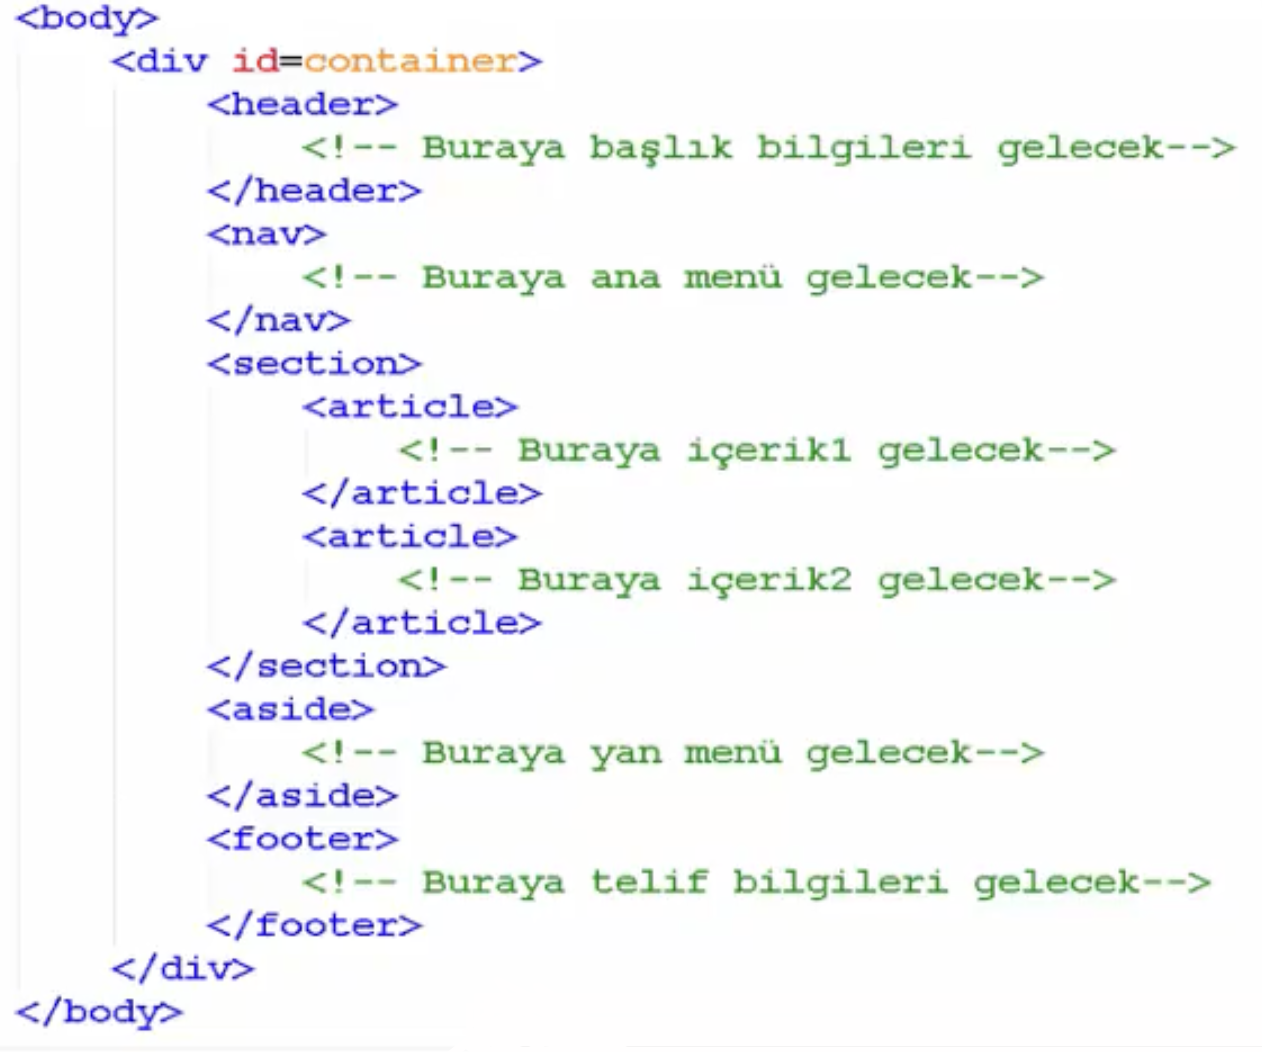 <body>
<div id=container>
<header>
<!-- Buraya başlık bilgileri gelecek-->
</header>
<nav>
<!-- Buraya ana menü gelecek-->
</nav>
<section>
<article>
<!-- Buraya içerik1 gelecek-->
</article>
<article>
<!-- Buraya içerik2 gelecek-->
</article>
</section>
<aside>
<!-- Buraya yan menü gelecek-->
</aside>
<footer>
<!-- Buraya telif bilgileri gelecek-->
</footer>
</div>
</body>